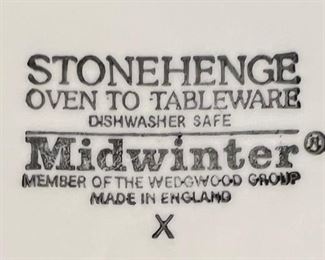 STONEHENGE
OVEN TO TABLEWARE
DISHWASHER SAFE
Midwinter®
MEMBER OF THE WEDGWOOD GROUP
MADE IN ENGLAND
X